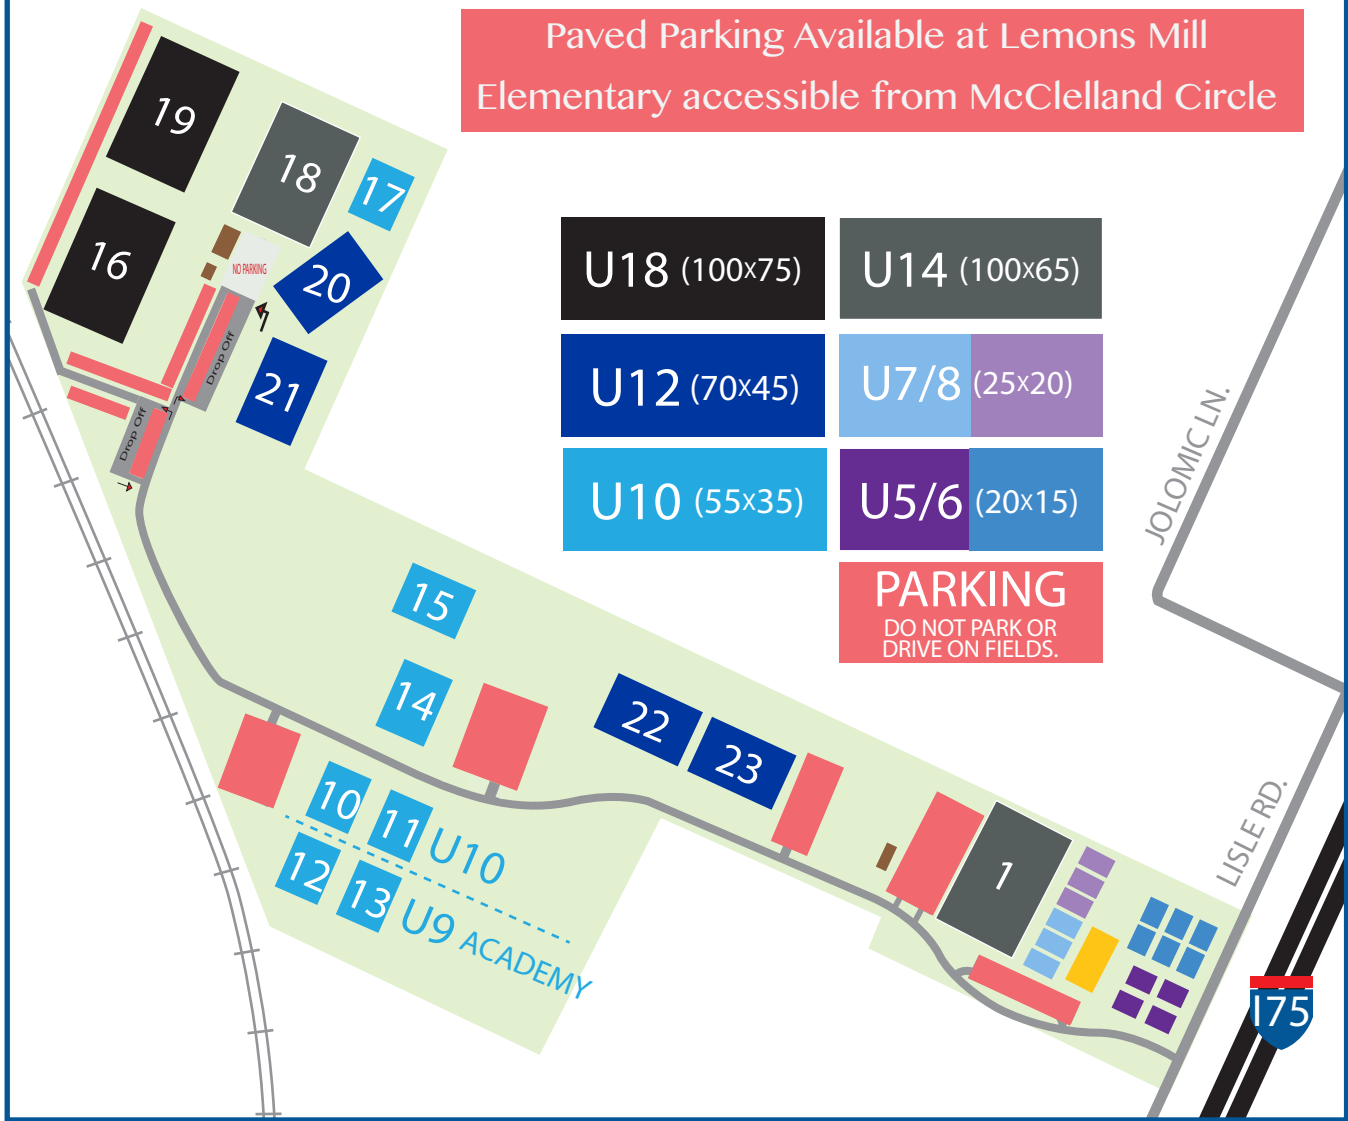 Paved Parking Available at Lemons Mill
Elementary accessible from McClelland Circle
19
18
17
16
NO PARKING
20
Drop Off
21
Drop Off
U18 (100x75)
U14 (100x65)
U12 (70x45)
U7/8 (25x20)
U10 (55x35)
U5/6 (20x15)
PARKING
DO NOT PARK OR
DRIVE ON FIELDS.
JOLOMIC LN.
15
14
22
23
10
11
U10
12
13
U9 ACADEMY
1
LISLE RD.
I75